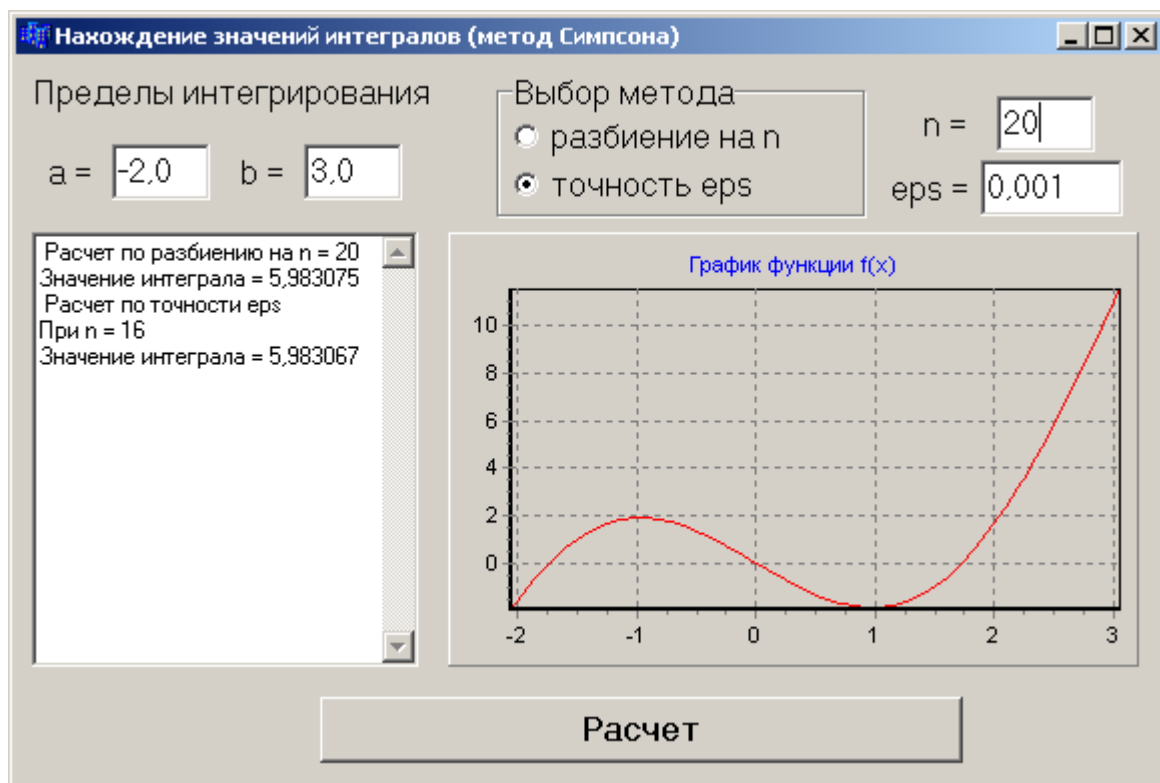 Нахождение значений интегралов (метод Симпсона)
Пределы интегрирования
a = -2,0 b = 3,0
Выбор метода
разбиение на n
точность eps
n = 20
eps = 0,001
Расчет по разбиению на n = 20
Значение интеграла = 5,983075
Расчет по точности eps
При n = 16
Значение интеграла = 5,983067
График функции f(x)
10
8
6
4
2
0
-2 -1 0 1 2 3
Расчет